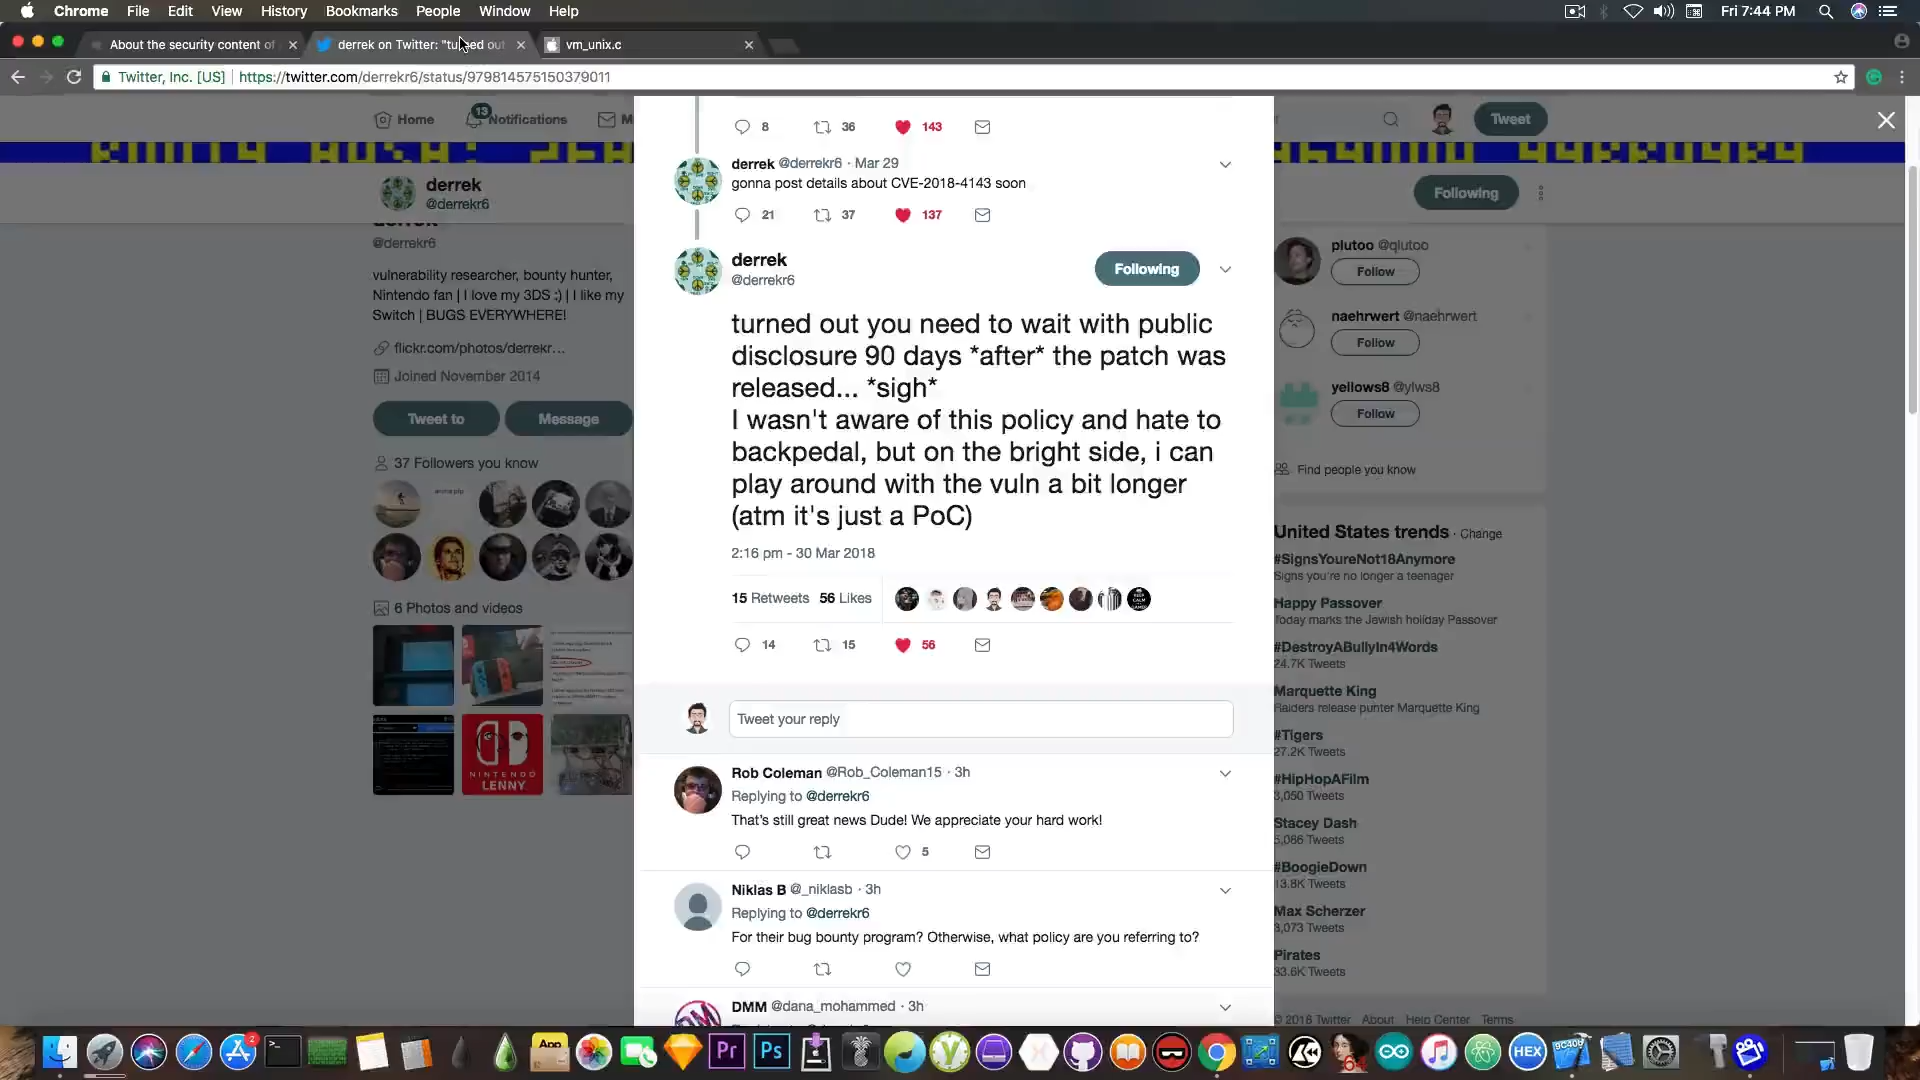 Chrome File Edit View History Bookmarks People Window Help Fri 7:44 PM
About the security content of
derrek on Twitter: "turned out
vm_unix.c
Twitter, Inc. [US] https://twitter.com/derrekr6/status/979814575150379011
Home
13
Notifications
M
Tweet
derrek
@derrekr6
Following
@derrekr6
vulnerability researcher, bounty hunter,
Nintendo fan | I love my 3DS :) | I like my
Switch | BUGS EVERYWHERE!
flickr.com/photos/derrekr...
Joined November 2014
Tweet to
Message
37 Followers you know
6 Photos and videos
NINTENDO
LENNY
8 36 143
derrek @derrekr6 · Mar 29
gonna post details about CVE-2018-4143 soon
21 37 137
derrek
@derrekr6
Following
turned out you need to wait with public
disclosure 90 days *after* the patch was
released... *sigh*
I wasn't aware of this policy and hate to
backpedal, but on the bright side, i can
play around with the vuln a bit longer
(atm it's just a PoC)
2:16 pm - 30 Mar 2018
15 Retweets 56 Likes
14 15 56
Tweet your reply
Rob Coleman @Rob_Coleman15 · 3h
Replying to @derrekr6
That's still great news Dude! We appreciate your hard work!
5
Niklas B @_niklasb · 3h
Replying to @derrekr6
For their bug bounty program? Otherwise, what policy are you referring to?
DMM @dana_mohammed · 3h
plutoo @qlutoo
Follow
naehrwert @naehrwert
Follow
yellows8 @ylws8
Follow
Find people you know
United States trends · Change
#SignsYoureNot18Anymore
Signs you're no longer a teenager
Happy Passover
Today marks the Jewish holiday Passover
#DestroyABullyIn4Words
24.7K Tweets
Marquette King
Raiders release punter Marquette King
#Tigers
27.2K Tweets
#HipHopAFilm
3,050 Tweets
Stacey Dash
5,086 Tweets
#BoogieDown
13.8K Tweets
Max Scherzer
3,073 Tweets
Pirates
33.6K Tweets
© 2018 Twitter About Help Center Terms
2
App
Pr
Ps
64
HEX